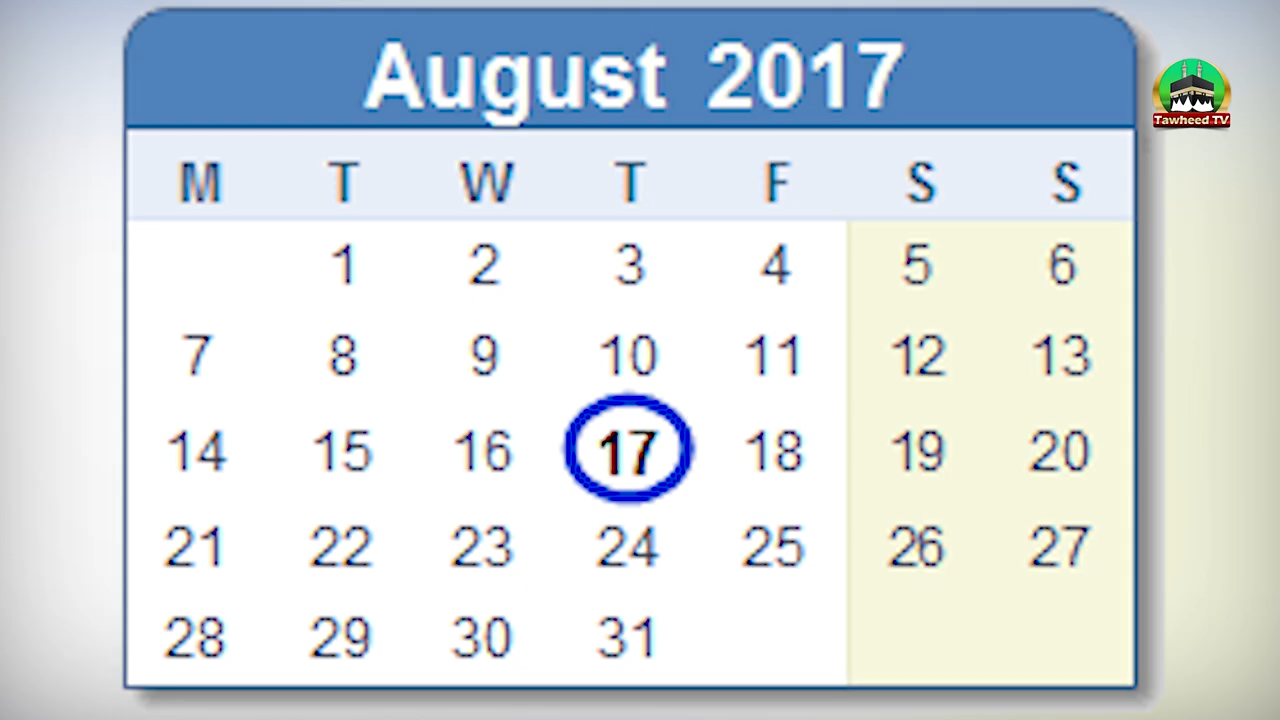 August 2017
M T W T F S S
1 2 3 4 5 6
7 8 9 10 11 12 13
14 15 16 17 18 19 20
21 22 23 24 25 26 27
28 29 30 31
Tawheed TV